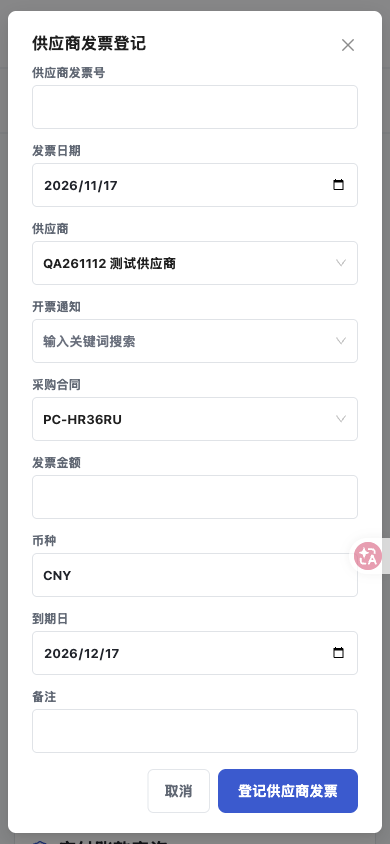 供应商发票登记
供应商发票号
发票日期
2026/11/17
供应商
QA261112 测试供应商
开票通知
输入关键词搜索
采购合同
PC-HR36RU
发票金额
币种
CNY
到期日
2026/12/17
备注
取消
登记供应商发票